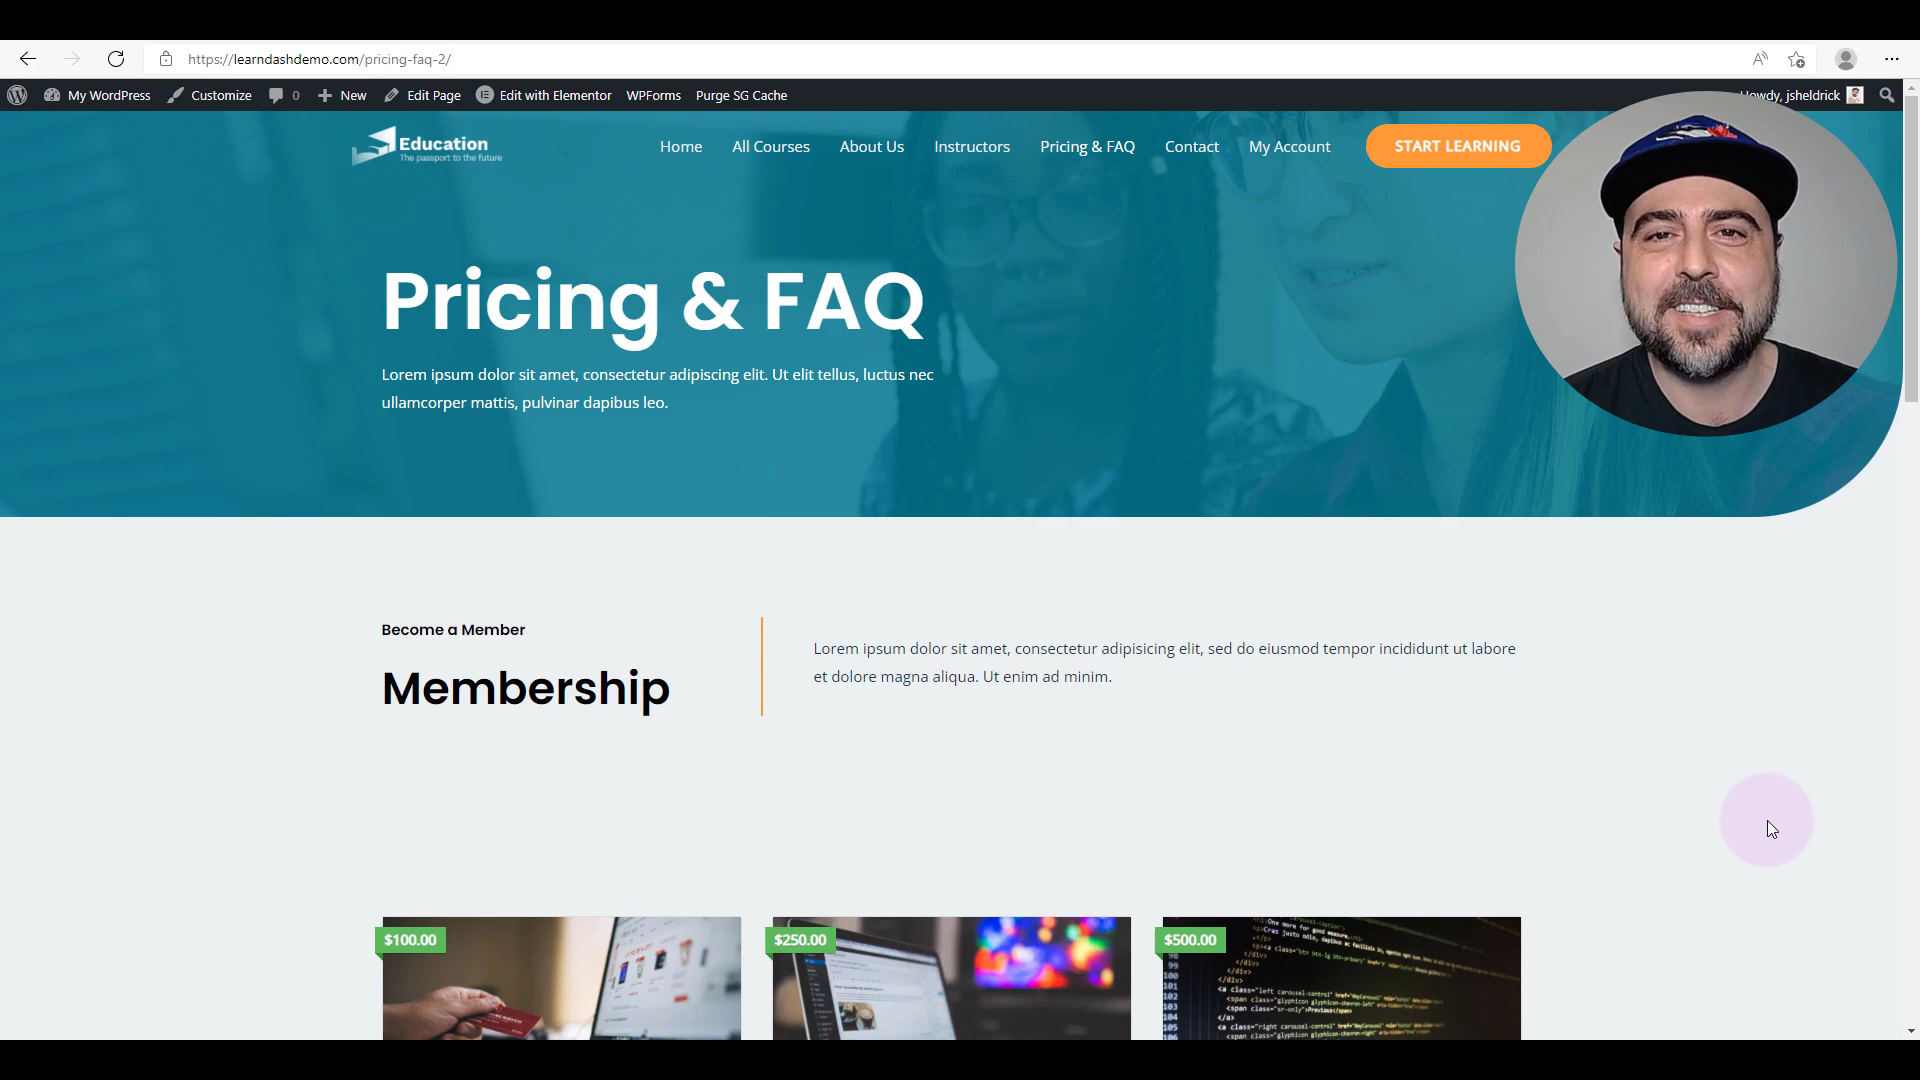 https://learndashdemo.com/pricing-faq-2/
My WordPress Customize 0 New Edit Page Edit with Elementor WPForms Purge SG Cache
Howdy, jsheldrick
Education
The passport to the future
Home All Courses About Us Instructors Pricing & FAQ Contact My Account START LEARNING
Pricing & FAQ
Lorem ipsum dolor sit amet, consectetur adipiscing elit. Ut elit tellus, luctus nec
ullamcorper mattis, pulvinar dapibus leo.
Become a Member
Membership
Lorem ipsum dolor sit amet, consectetur adipisicing elit, sed do eiusmod tempor incididunt ut labore
et dolore magna aliqua. Ut enim ad minim.
$100.00
$250.00
$500.00